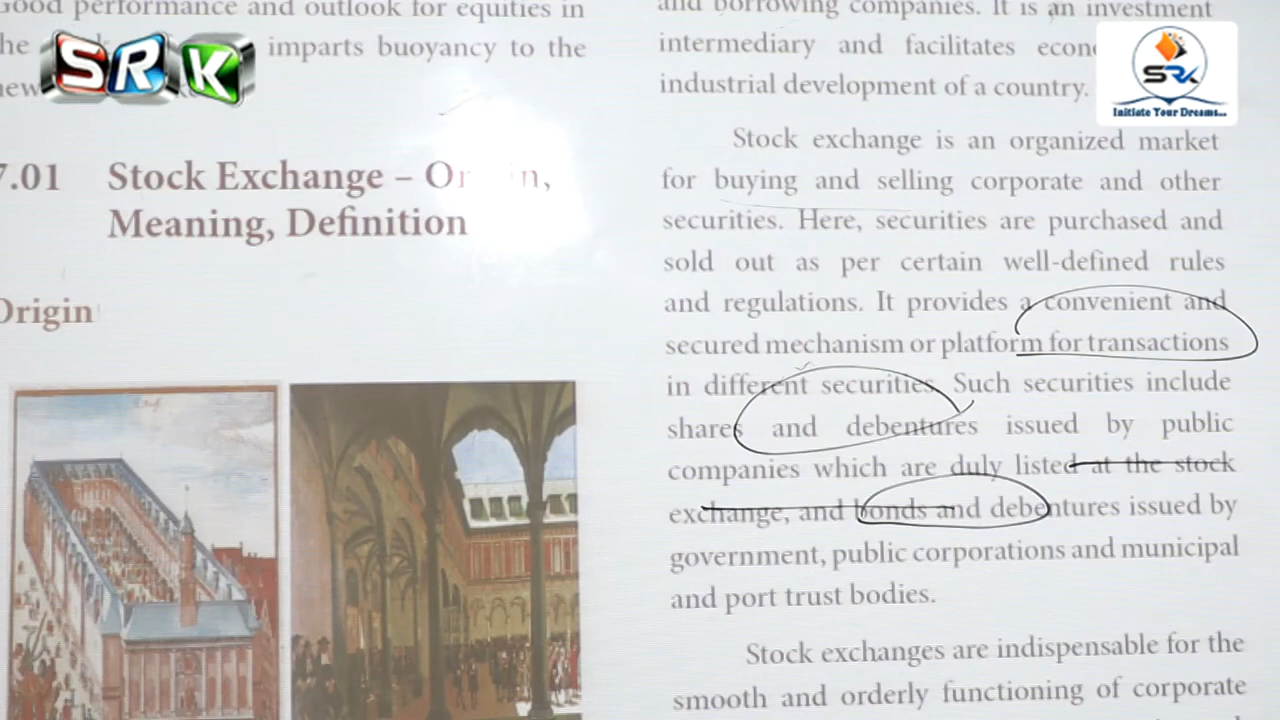 Good performance and outlook for equities in
the imparts buoyancy to the
new
7.01 Stock Exchange – Origin,
Meaning, Definition
Origin
and borrowing companies. It is an investment
intermediary and facilitates
industrial development of a country.
Stock exchange is an organized market
for buying and selling corporate and other
securities. Here, securities are purchased and
sold out as per certain well-defined rules
and regulations. It provides a convenient and
secured mechanism or platform for transactions
in different securities. Such securities include
shares and debentures issued by public
companies which are duly listed at the stock
exchange, and bonds and debentures issued by
government, public corporations and municipal
and port trust bodies.
Stock exchanges are indispensable for the
smooth and orderly functioning of corporate
SRK
SRK
Initiate Your Dreams...